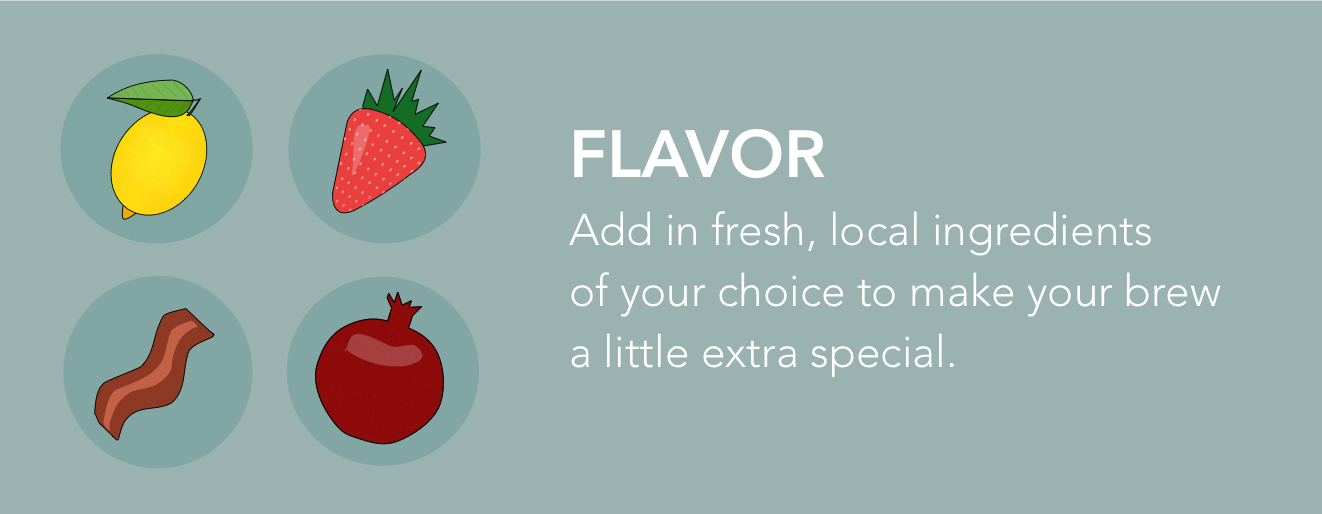 FLAVOR
Add in fresh, local ingredients
of your choice to make your brew
a little extra special.